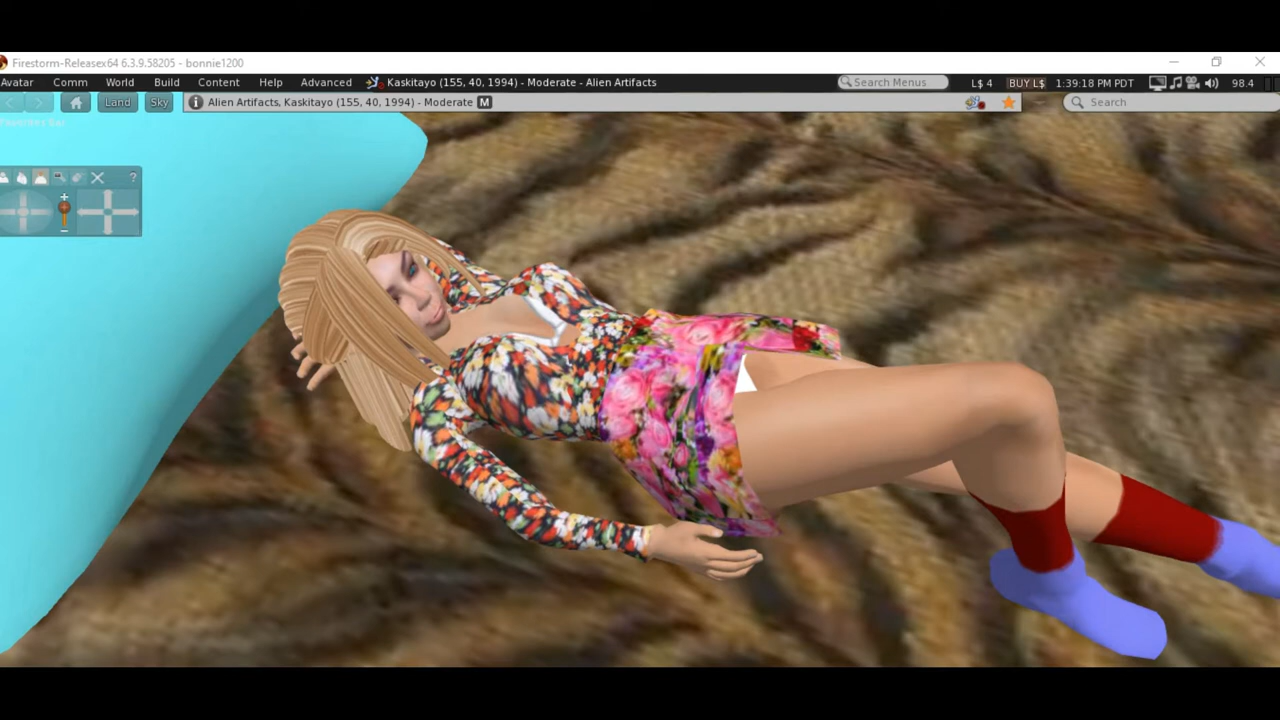 Firestorm-Releasex64 6.3.9.58205 - bonnie1200
Avatar Comm World Build Content Help Advanced Kaskitayo (155, 40, 1994) - Moderate - Alien Artifacts Search Menus L$ 4 BUY L$ 1:39:18 PM PDT 98.4
Land Sky Alien Artifacts, Kaskitayo (155, 40, 1994) - Moderate M Search
Favorites Bar
?